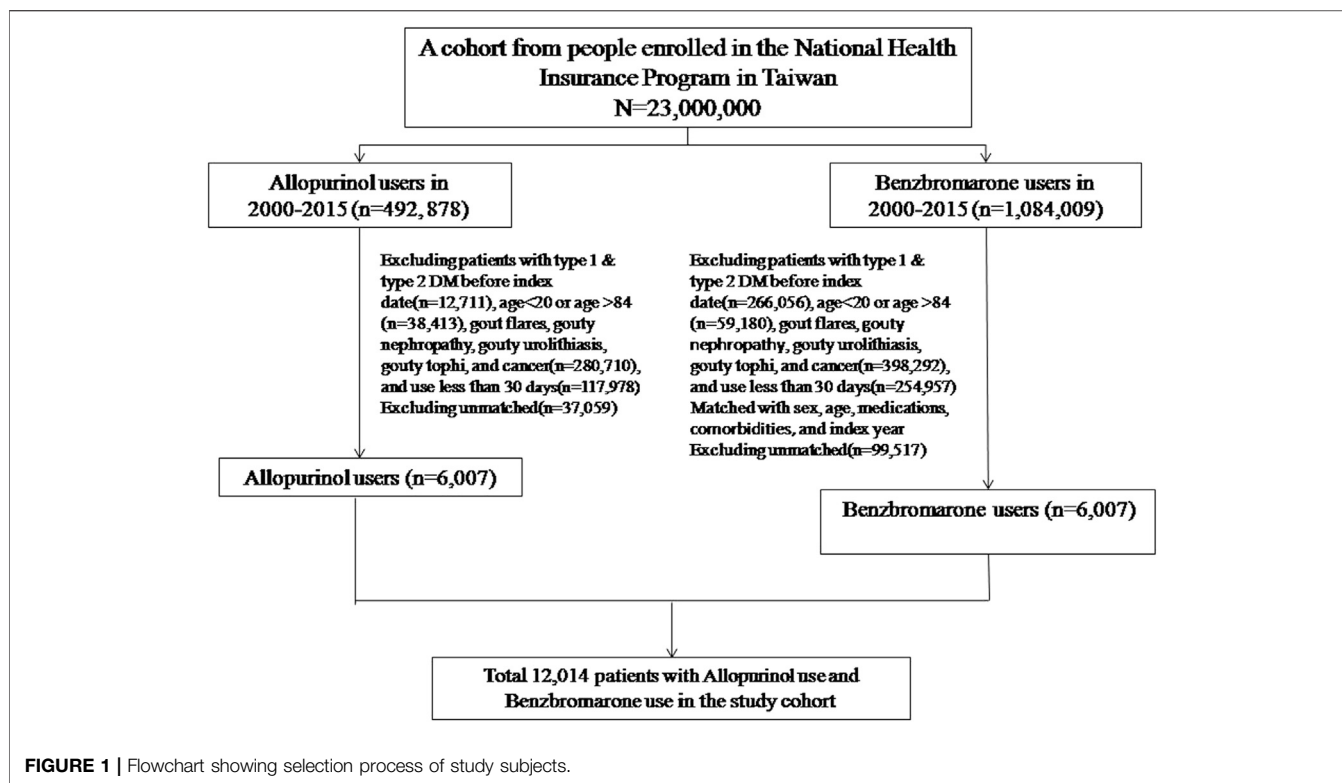 A cohort from people enrolled in the National Health
Insurance Program in Taiwan
N=23,000,000
Allopurinol users in
2000-2015 (n=492,878)
Benzbromarone users in
2000-2015 (n=1,084,009)
Excluding patients with type 1 &
type 2 DM before index
date(n=12,711), age<20 or age >84
(n=38,413), gout flares, gouty
nephropathy, gouty urolithiasis,
gouty tophi, and cancer(n=280,710),
and use less than 30 days(n=117,978)
Excluding unmatched(n=37,059)
Excluding patients with type 1 &
type 2 DM before index
date(n=266,056), age<20 or age >84
(n=59,180), gout flares, gouty
nephropathy, gouty urolithiasis,
gouty tophi, and cancer(n=398,292),
and use less than 30 days(n=254,957)
Matched with sex, age, medications,
comorbidities, and index year
Excluding unmatched(n=99,517)
Allopurinol users (n=6,007)
Benzbromarone users (n=6,007)
Total 12,014 patients with Allopurinol use and
Benzbromarone use in the study cohort
FIGURE 1 | Flowchart showing selection process of study subjects.